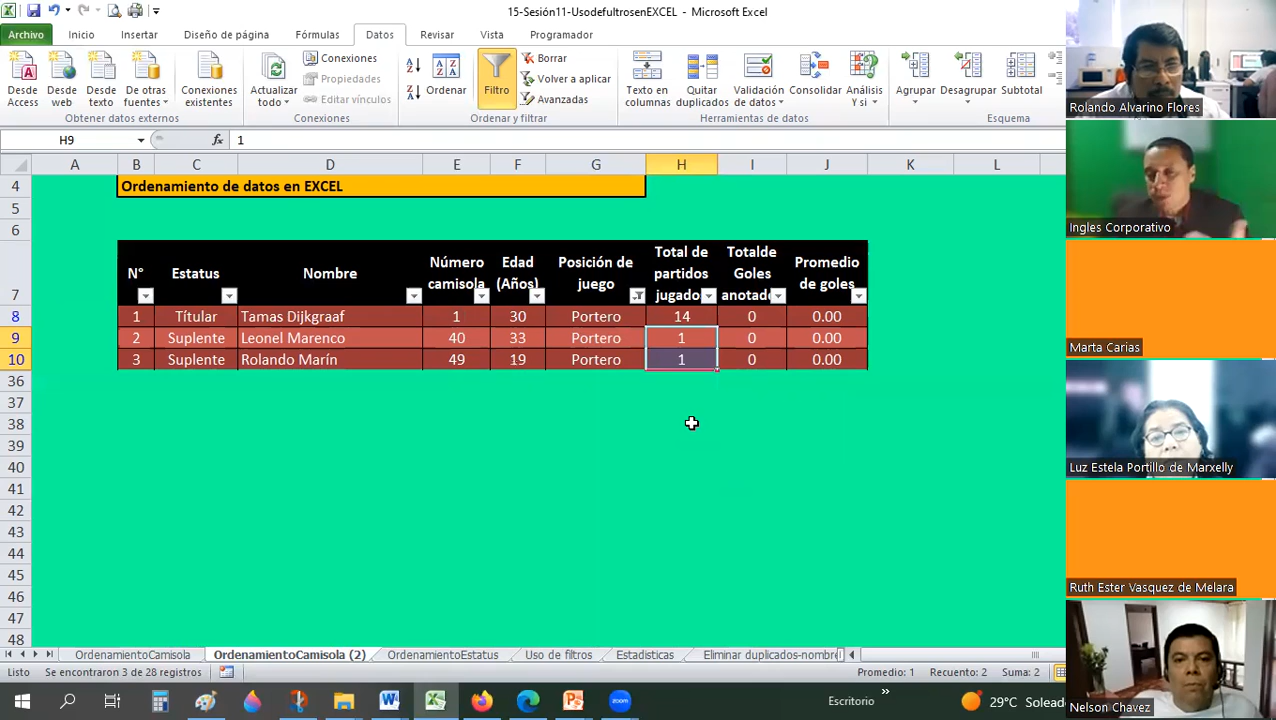 15-Sesión11-UsodefultrosenEXCEL - Microsoft Excel
Archivo Inicio Insertar Diseño de página Fórmulas Datos Revisar Vista Programador
Desde Access
Desde web
Desde texto
De otras fuentes
Conexiones existentes
Obtener datos externos
Actualizar todo
Conexiones
Propiedades
Editar vínculos
Conexiones
Ordenar
Filtro
Borrar
Volver a aplicar
Avanzadas
Ordenar y filtrar
Texto en columnas
Quitar duplicados
Validación de datos
Consolidar
Análisis Y si
Herramientas de datos
Agrupar
Desagrupar
Subtotal
Esquema
H9 fx 1
A B C D E F G H I J K L
4 Ordenamiento de datos en EXCEL
5
6
7 N° Estatus Nombre Número camisola Edad (Años) Posición de juego Total de partidos jugado Totalde Goles anotado Promedio de goles
8 1 Títular Tamas Dijkgraaf 1 30 Portero 14 0 0.00
9 2 Suplente Leonel Marenco 40 33 Portero 1 0 0.00
10 3 Suplente Rolando Marín 49 19 Portero 1 0 0.00
36
37
38
39
40
41
42
43
44
45
46
47
48
OrdenamientoCamisola OrdenamientoCamisola (2) OrdenamientoEstatus Uso de filtros Estadisticas Eliminar duplicados-nombre
Listo Se encontraron 3 de 28 registros Promedio: 1 Recuento: 2 Suma: 2
Escritorio » 29°C Solead
zoom
Rolando Alvarino Flores
Ingles Corporativo
Marta Carias
Luz Estela Portillo de Marxelly
Ruth Ester Vasquez de Melara
Nelson Chavez